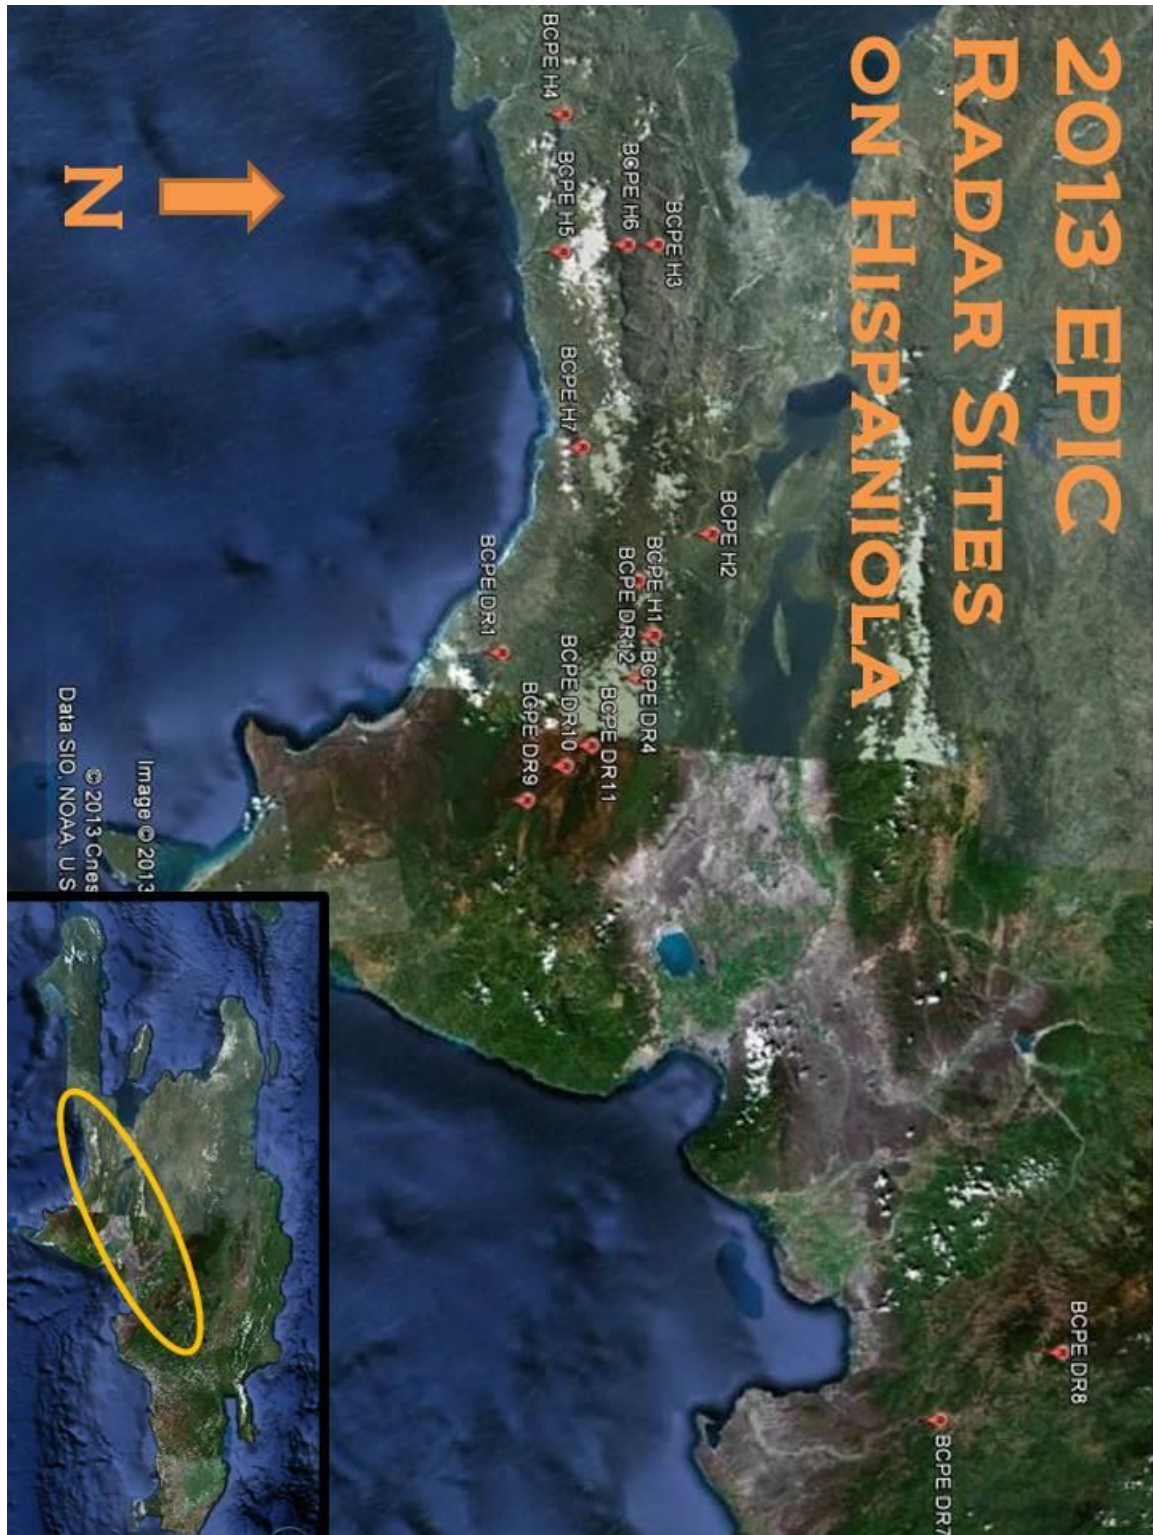 2013 EPIC
RADAR SITES
ON HISPANIOLA
BCPE H4
BCPE H5
BCPE H6
BCPE H3
BCPE H7
BCPE H2
BCPE H1
BCPE DR12
BCPE DR4
BCPE DR1
BCPE DR10
BCPE DR11
BCPE DR9
BCPE DR8
BCPE DR7
N
Image © 2013
© 2013 Cnes
Data SIO, NOAA, U S